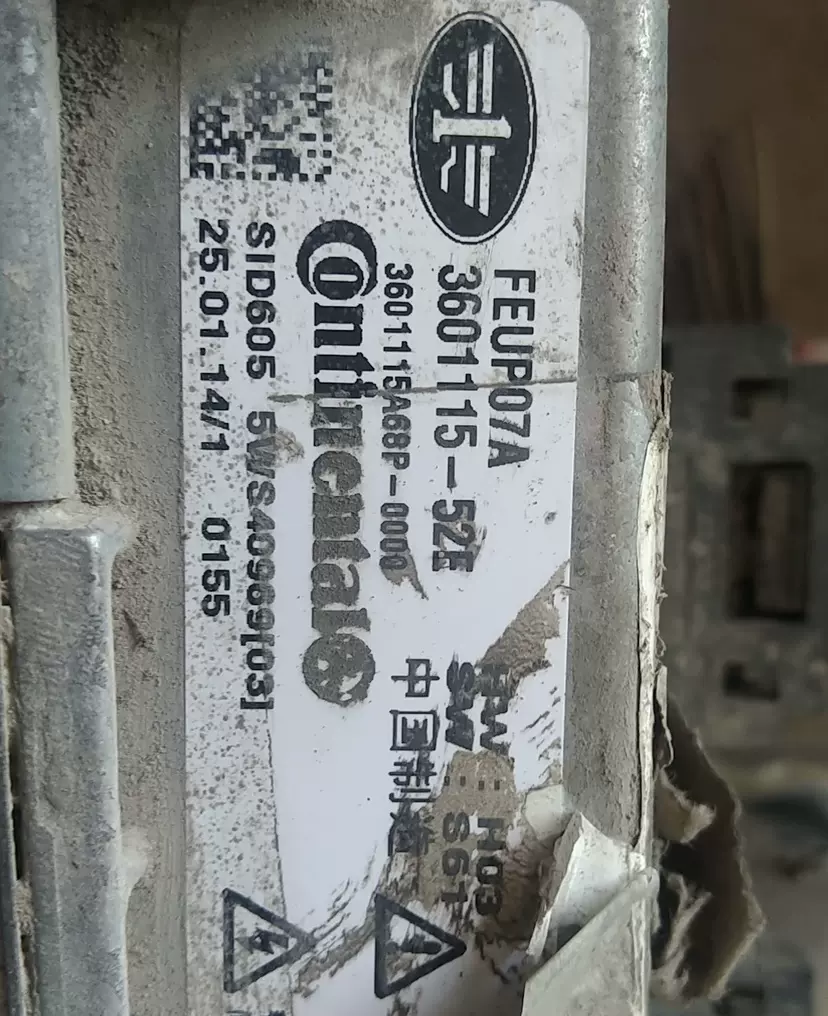 FEUP07A
3601115-52E
3601115A68P-0000
HW: H03
SW: S61
中国制造
Continental
SID605 5WS40969[03]
25.01.14/1 0155